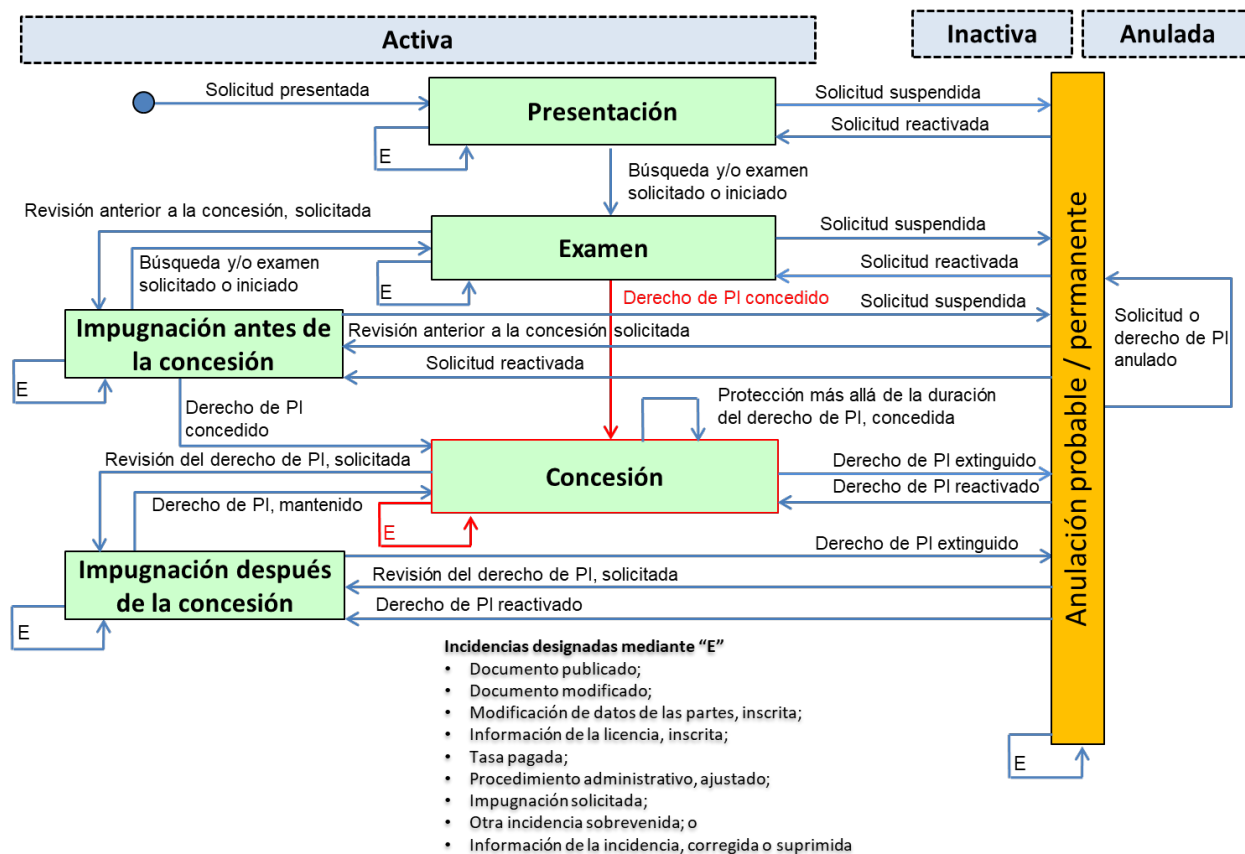 Activa
Inactiva
Anulada
Solicitud presentada
Presentación
Solicitud suspendida
Solicitud reactivada
E
Búsqueda y/o examen
solicitado o iniciado
Revisión anterior a la concesión, solicitada
Examen
Solicitud suspendida
Solicitud reactivada
Búsqueda y/o examen
solicitado o iniciado
E
Derecho de PI concedido
Solicitud suspendida
Impugnación antes de
la concesión
Revisión anterior a la concesión solicitada
Solicitud reactivada
E
Solicitud o
derecho de PI
anulado
Anulación probable / permanente
Derecho de PI
concedido
Protección más allá de la duración
del derecho de PI, concedida
Revisión del derecho de PI, solicitada
Concesión
Derecho de PI extinguido
Derecho de PI reactivado
Derecho de PI, mantenido
E
Derecho de PI extinguido
Impugnación después
de la concesión
Revisión del derecho de PI, solicitada
Derecho de PI reactivado
E
Incidencias designadas mediante “E”
• Documento publicado;
• Documento modificado;
• Modificación de datos de las partes, inscrita;
• Información de la licencia, inscrita;
• Tasa pagada;
• Procedimiento administrativo, ajustado;
• Impugnación solicitada;
• Otra incidencia sobrevenida; o
• Información de la incidencia, corregida o suprimida
E